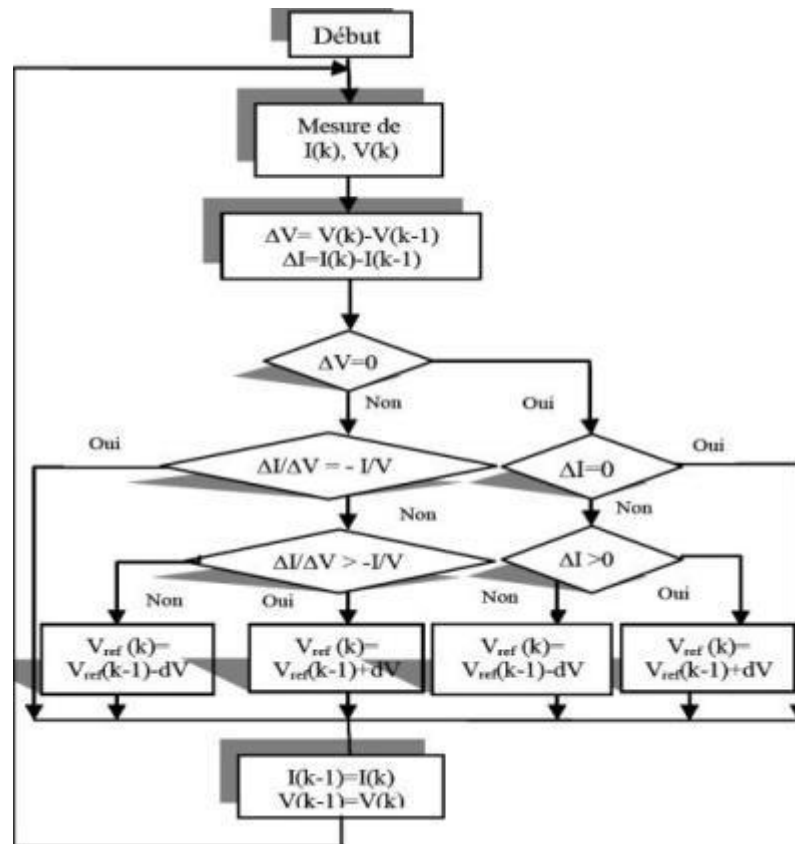 Début
Mesure de
I(k), V(k)
ΔV= V(k)-V(k-1)
ΔI=I(k)-I(k-1)
ΔV=0
Non
Oui
Oui
ΔI/ΔV = - I/V
ΔI=0
Oui
Non
Non
ΔI/ΔV > -I/V
ΔI >0
Non
Oui
Non
Oui
Vref (k)=
Vref(k-1)-dV
Vref (k)=
Vref(k-1)+dV
Vref (k)=
Vref(k-1)-dV
Vref (k)=
Vref(k-1)+dV
I(k-1)=I(k)
V(k-1)=V(k)